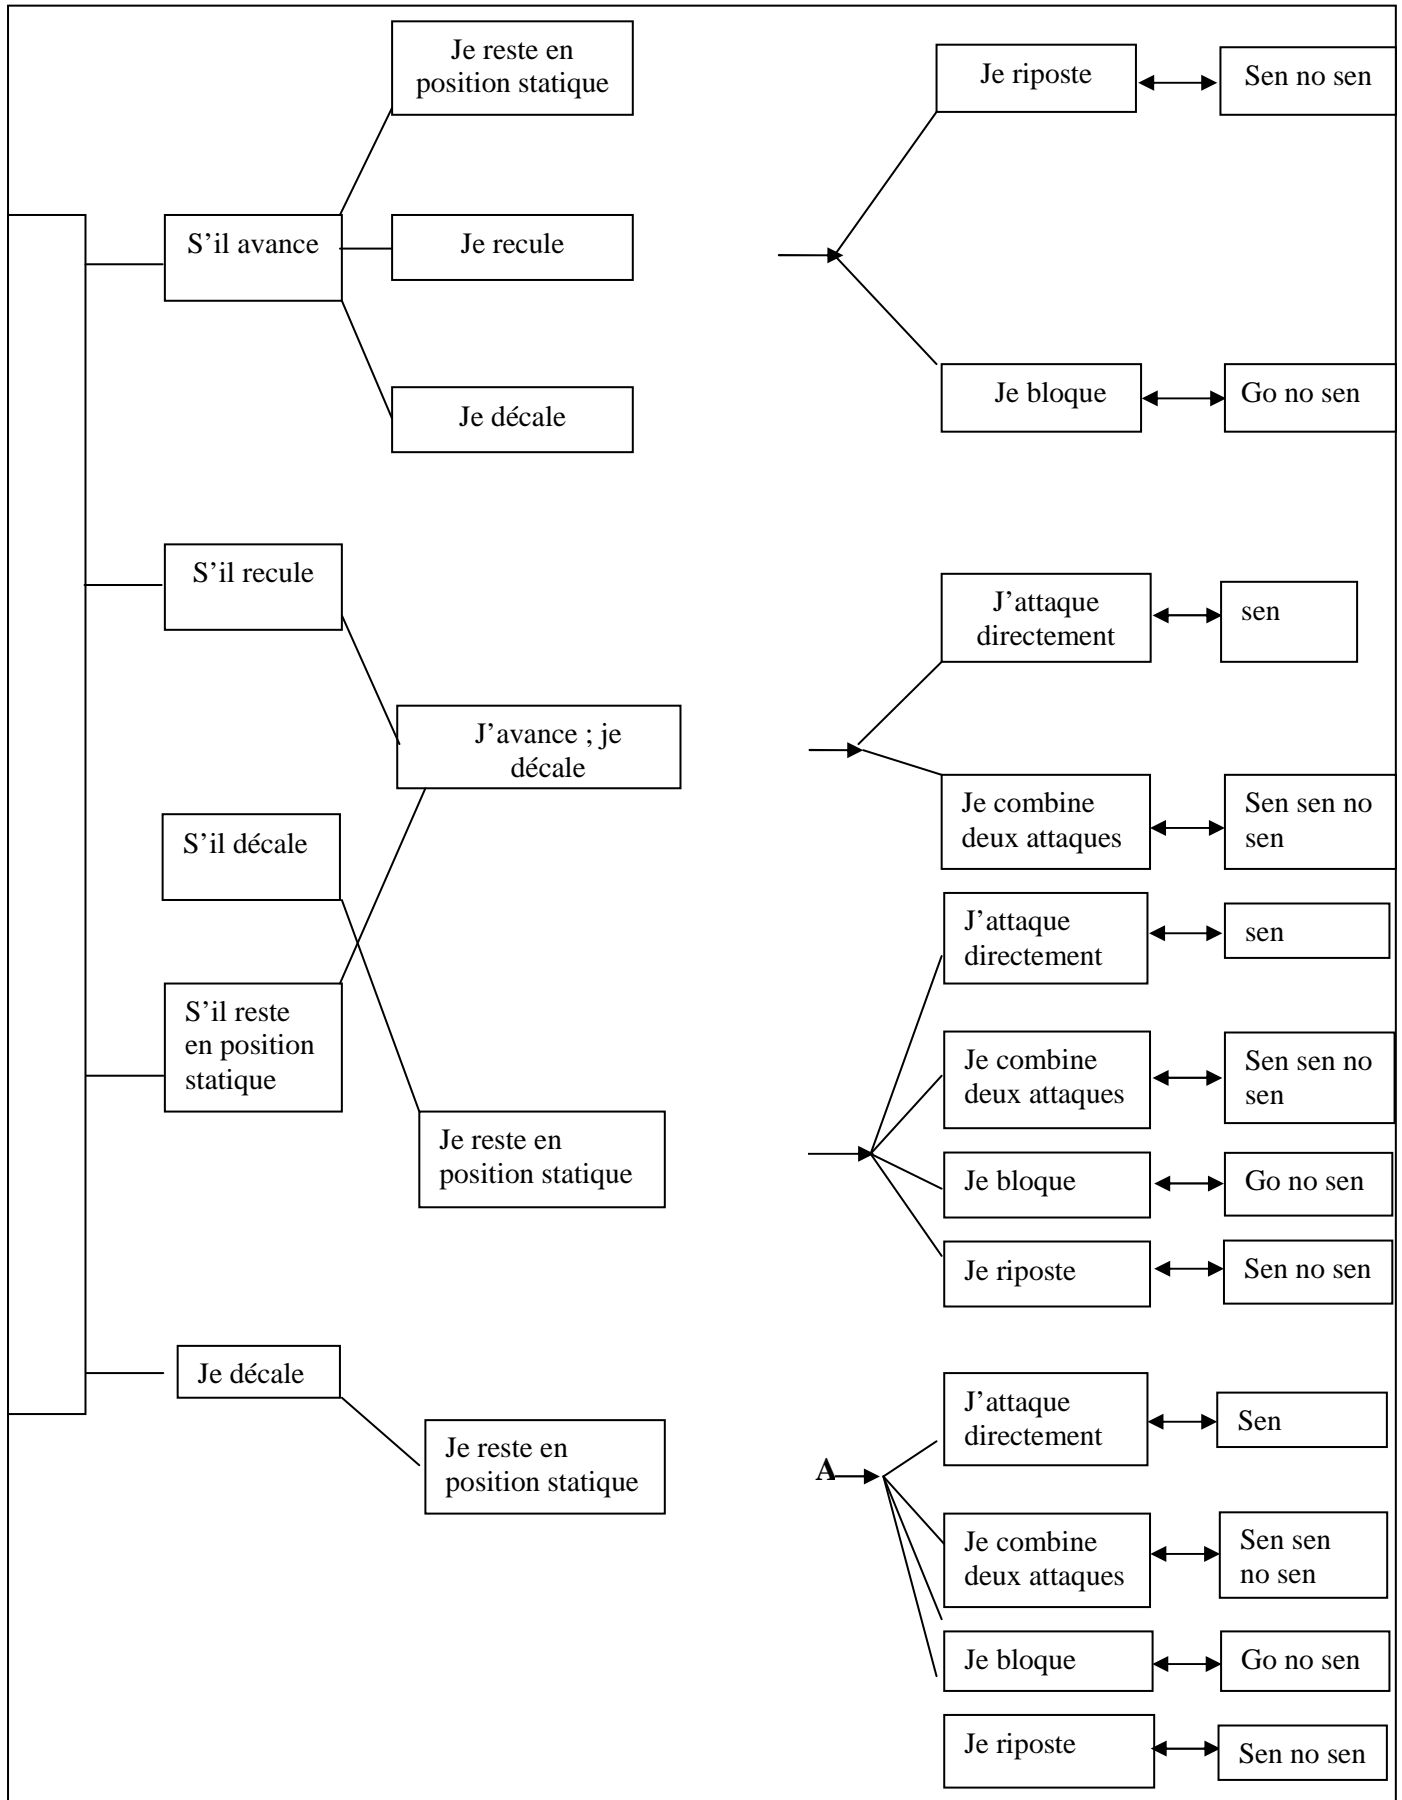 Je reste en
position statique
Je riposte
Sen no sen
S'il avance
Je recule
Je bloque
Go no sen
Je décale
S'il recule
J'attaque
directement
sen
J'avance ; je
décale
Je combine
deux attaques
Sen sen no
sen
S'il décale
J'attaque
directement
sen
S'il reste
en position
statique
Je combine
deux attaques
Sen sen no
sen
Je reste en
position statique
Je bloque
Go no sen
Je riposte
Sen no sen
Je décale
J'attaque
directement
Sen
Je reste en
position statique
A
Je combine
deux attaques
Sen sen
no sen
Je bloque
Go no sen
Je riposte
Sen no sen